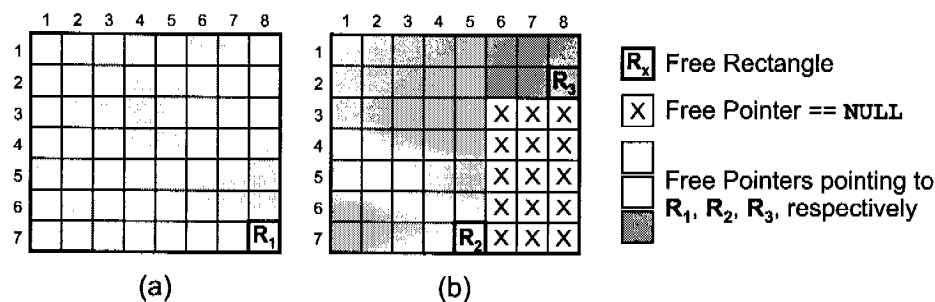 1 2 3 4 5 6 7 8
1
2
3
4
5
6
7
R1
(a)
1 2 3 4 5 6 7 8
1
2 R3
3 X X X
4 X X X
5 X X X
6 X X X
7 R2 X X X
(b)
Rx Free Rectangle
X Free Pointer == NULL
Free Pointers pointing to
R1, R2, R3, respectively